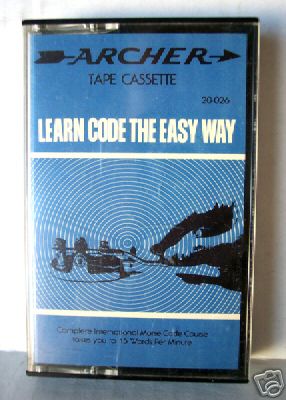 ARCHER
TAPE CASSETTE
20-026
LEARN CODE THE EASY WAY
Complete International Morse Code Course
takes you to 15 Words Per Minute